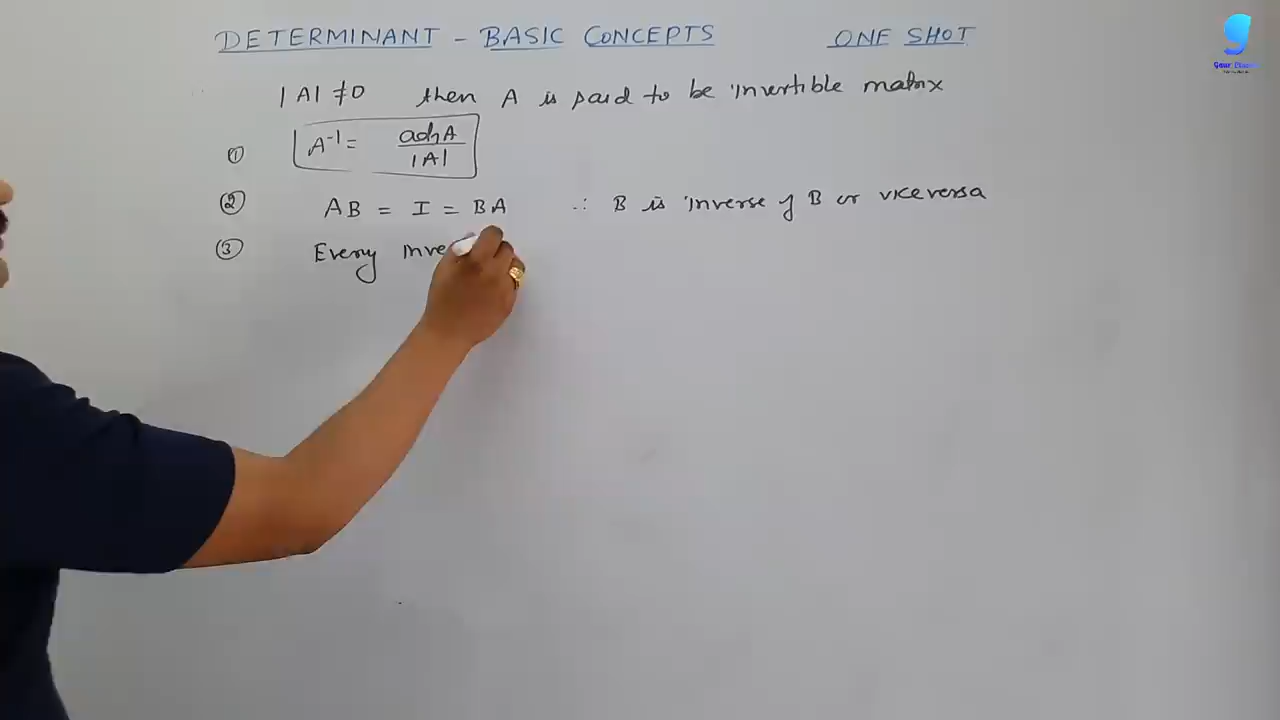 DETERMINANT - BASIC CONCEPTS ONE SHOT
|A| ≠ 0 then A is said to be invertible matrix
① A⁻¹ = adjA / |A|
② AB = I = BA ∴ B is inverse of B or viceversa
③ Every inve